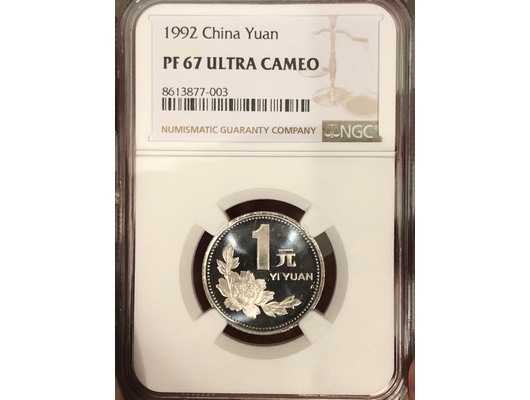 1992 China Yuan
PF 67 ULTRA CAMEO
8613877-003
NUMISMATIC GUARANTY COMPANY
NGC
1元
YI YUAN